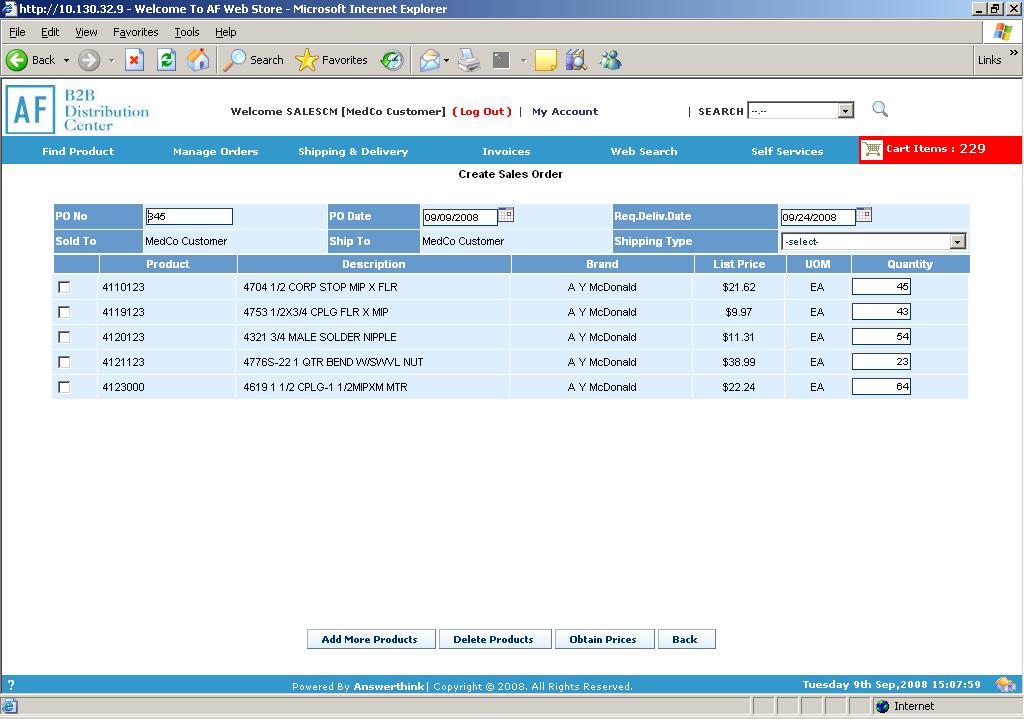 http://10.130.32.9 - Welcome To AF Web Store - Microsoft Internet Explorer
File Edit View Favorites Tools Help
Back Search Favorites Links »
AF B2B Distribution Center
Welcome SALESCM [MedCo Customer] ( Log Out ) | My Account | SEARCH --.--
Find Product Manage Orders Shipping & Delivery Invoices Web Search Self Services Cart Items : 229
Create Sales Order
PO No 345 PO Date 09/09/2008 Req.Deliv.Date 09/24/2008
Sold To MedCo Customer Ship To MedCo Customer Shipping Type -select-
Product Description Brand List Price UOM Quantity
4110123 4704 1/2 CORP STOP MIP X FLR A Y McDonald $21.62 EA 45
4119123 4753 1/2X3/4 CPLG FLR X MIP A Y McDonald $9.97 EA 43
4120123 4321 3/4 MALE SOLDER NIPPLE A Y McDonald $11.31 EA 54
4121123 4776S-22 1 QTR BEND W/SWVL NUT A Y McDonald $38.99 EA 23
4123000 4619 1 1/2 CPLG-1 1/2MIPXM MTR A Y McDonald $22.24 EA 64
Add More Products Delete Products Obtain Prices Back
? Powered By Answerthink | Copyright © 2008. All Rights Reserved. Tuesday 9th Sep,2008 15:07:59
Internet